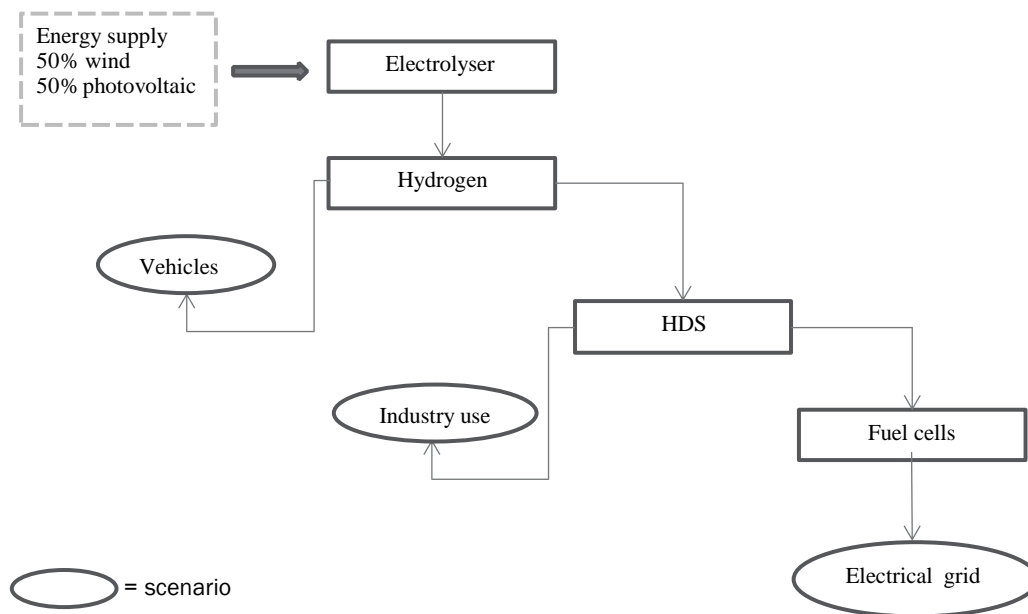 Energy supply
50% wind
50% photovoltaic
Electrolyser
Hydrogen
Vehicles
HDS
Industry use
Fuel cells
Electrical grid
= scenario